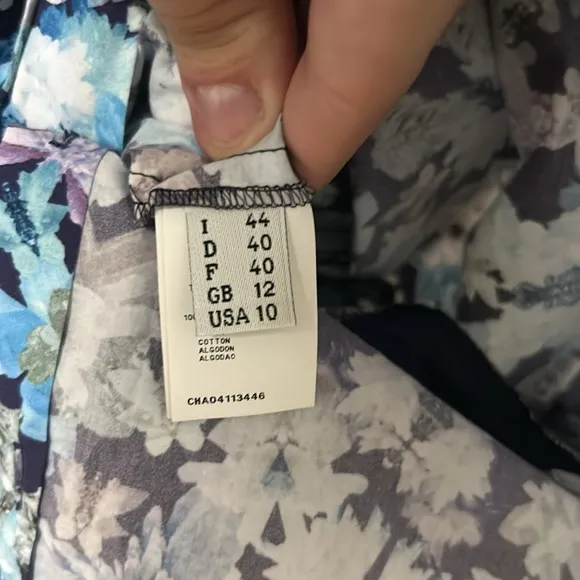 I 44
D 40
F 40
GB 12
USA 10
COTTON
ALGODON
ALGODAO
CHA04113446